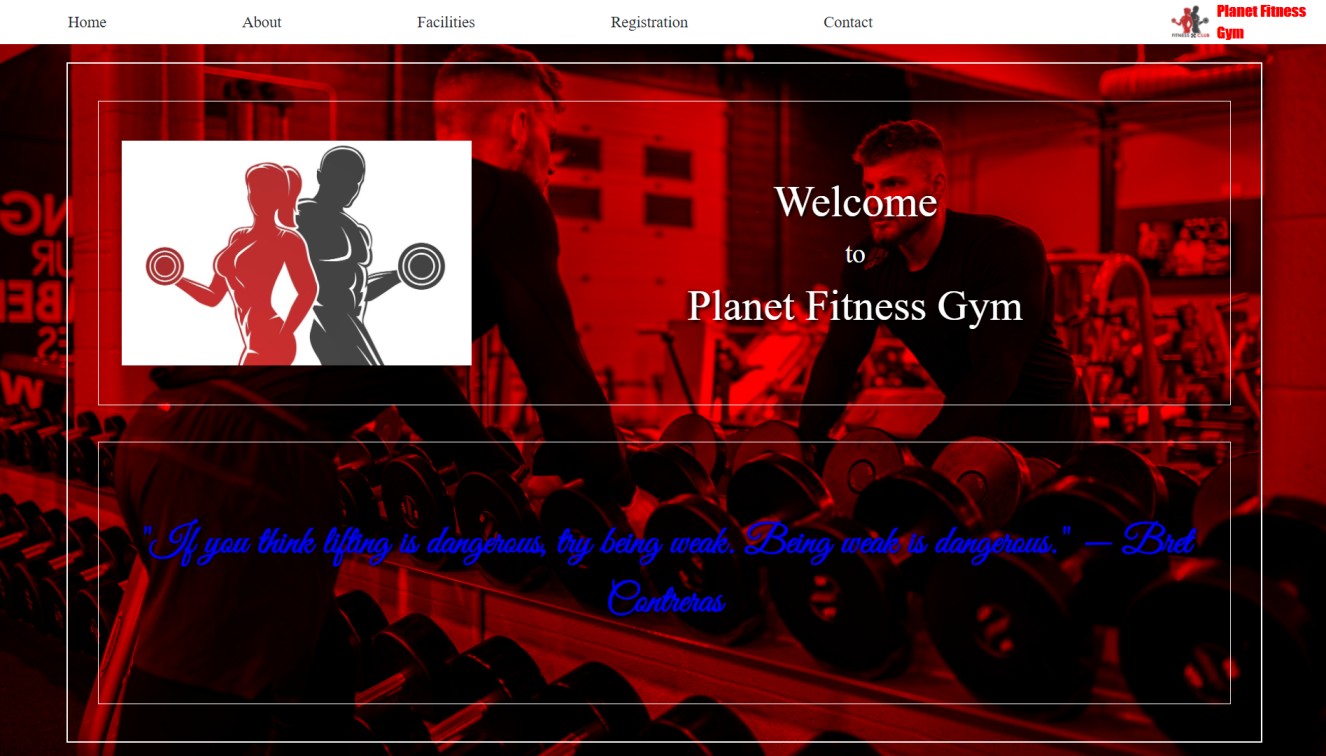 Home About Facilities Registration Contact
FITNESS CLUB
Planet Fitness
Gym
Welcome
to
Planet Fitness Gym
"If you think lifting is dangerous, try being weak. Being weak is dangerous." — Bret
Contreras